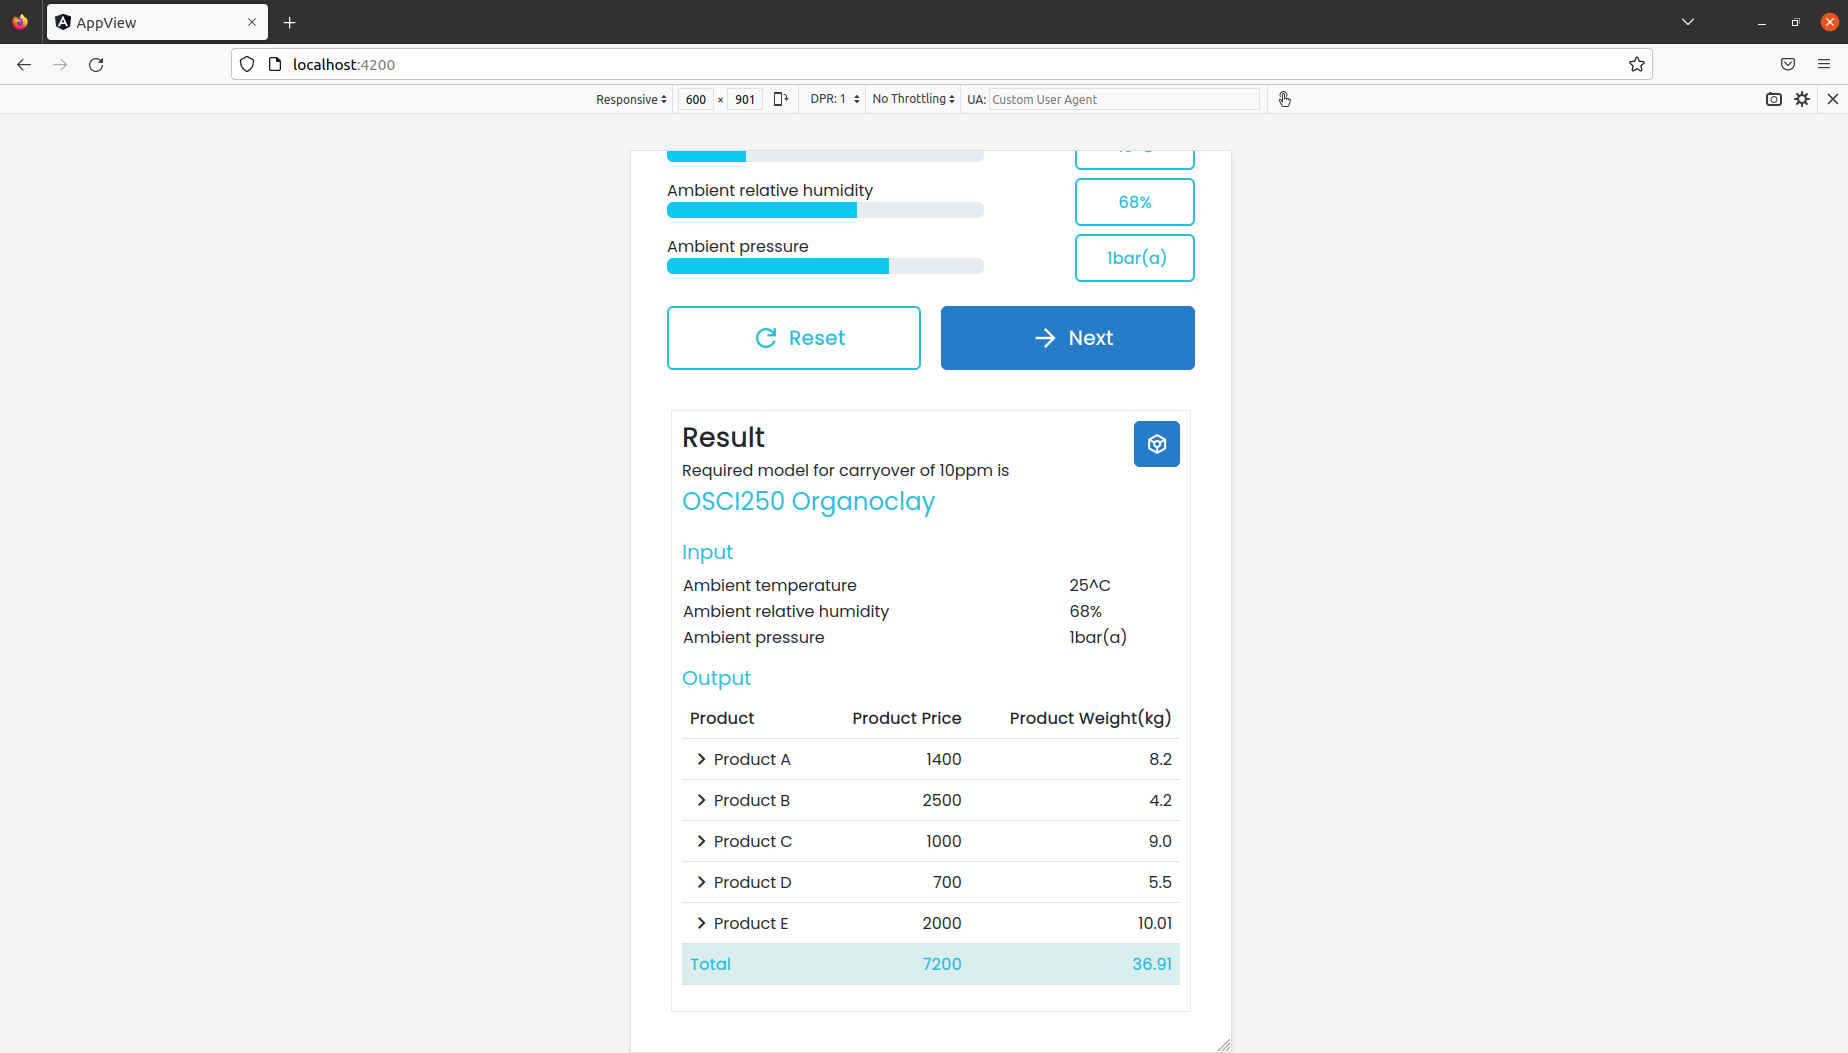 AppView
localhost:4200
Responsive 600 × 901 DPR: 1 No Throttling UA: Custom User Agent
Ambient relative humidity 68%
Ambient pressure 1bar(a)
Reset Next
Result
Required model for carryover of 10ppm is
OSCI250 Organoclay
Input
Ambient temperature 25^C
Ambient relative humidity 68%
Ambient pressure 1bar(a)
Output
Product Product Price Product Weight(kg)
Product A 1400 8.2
Product B 2500 4.2
Product C 1000 9.0
Product D 700 5.5
Product E 2000 10.01
Total 7200 36.91